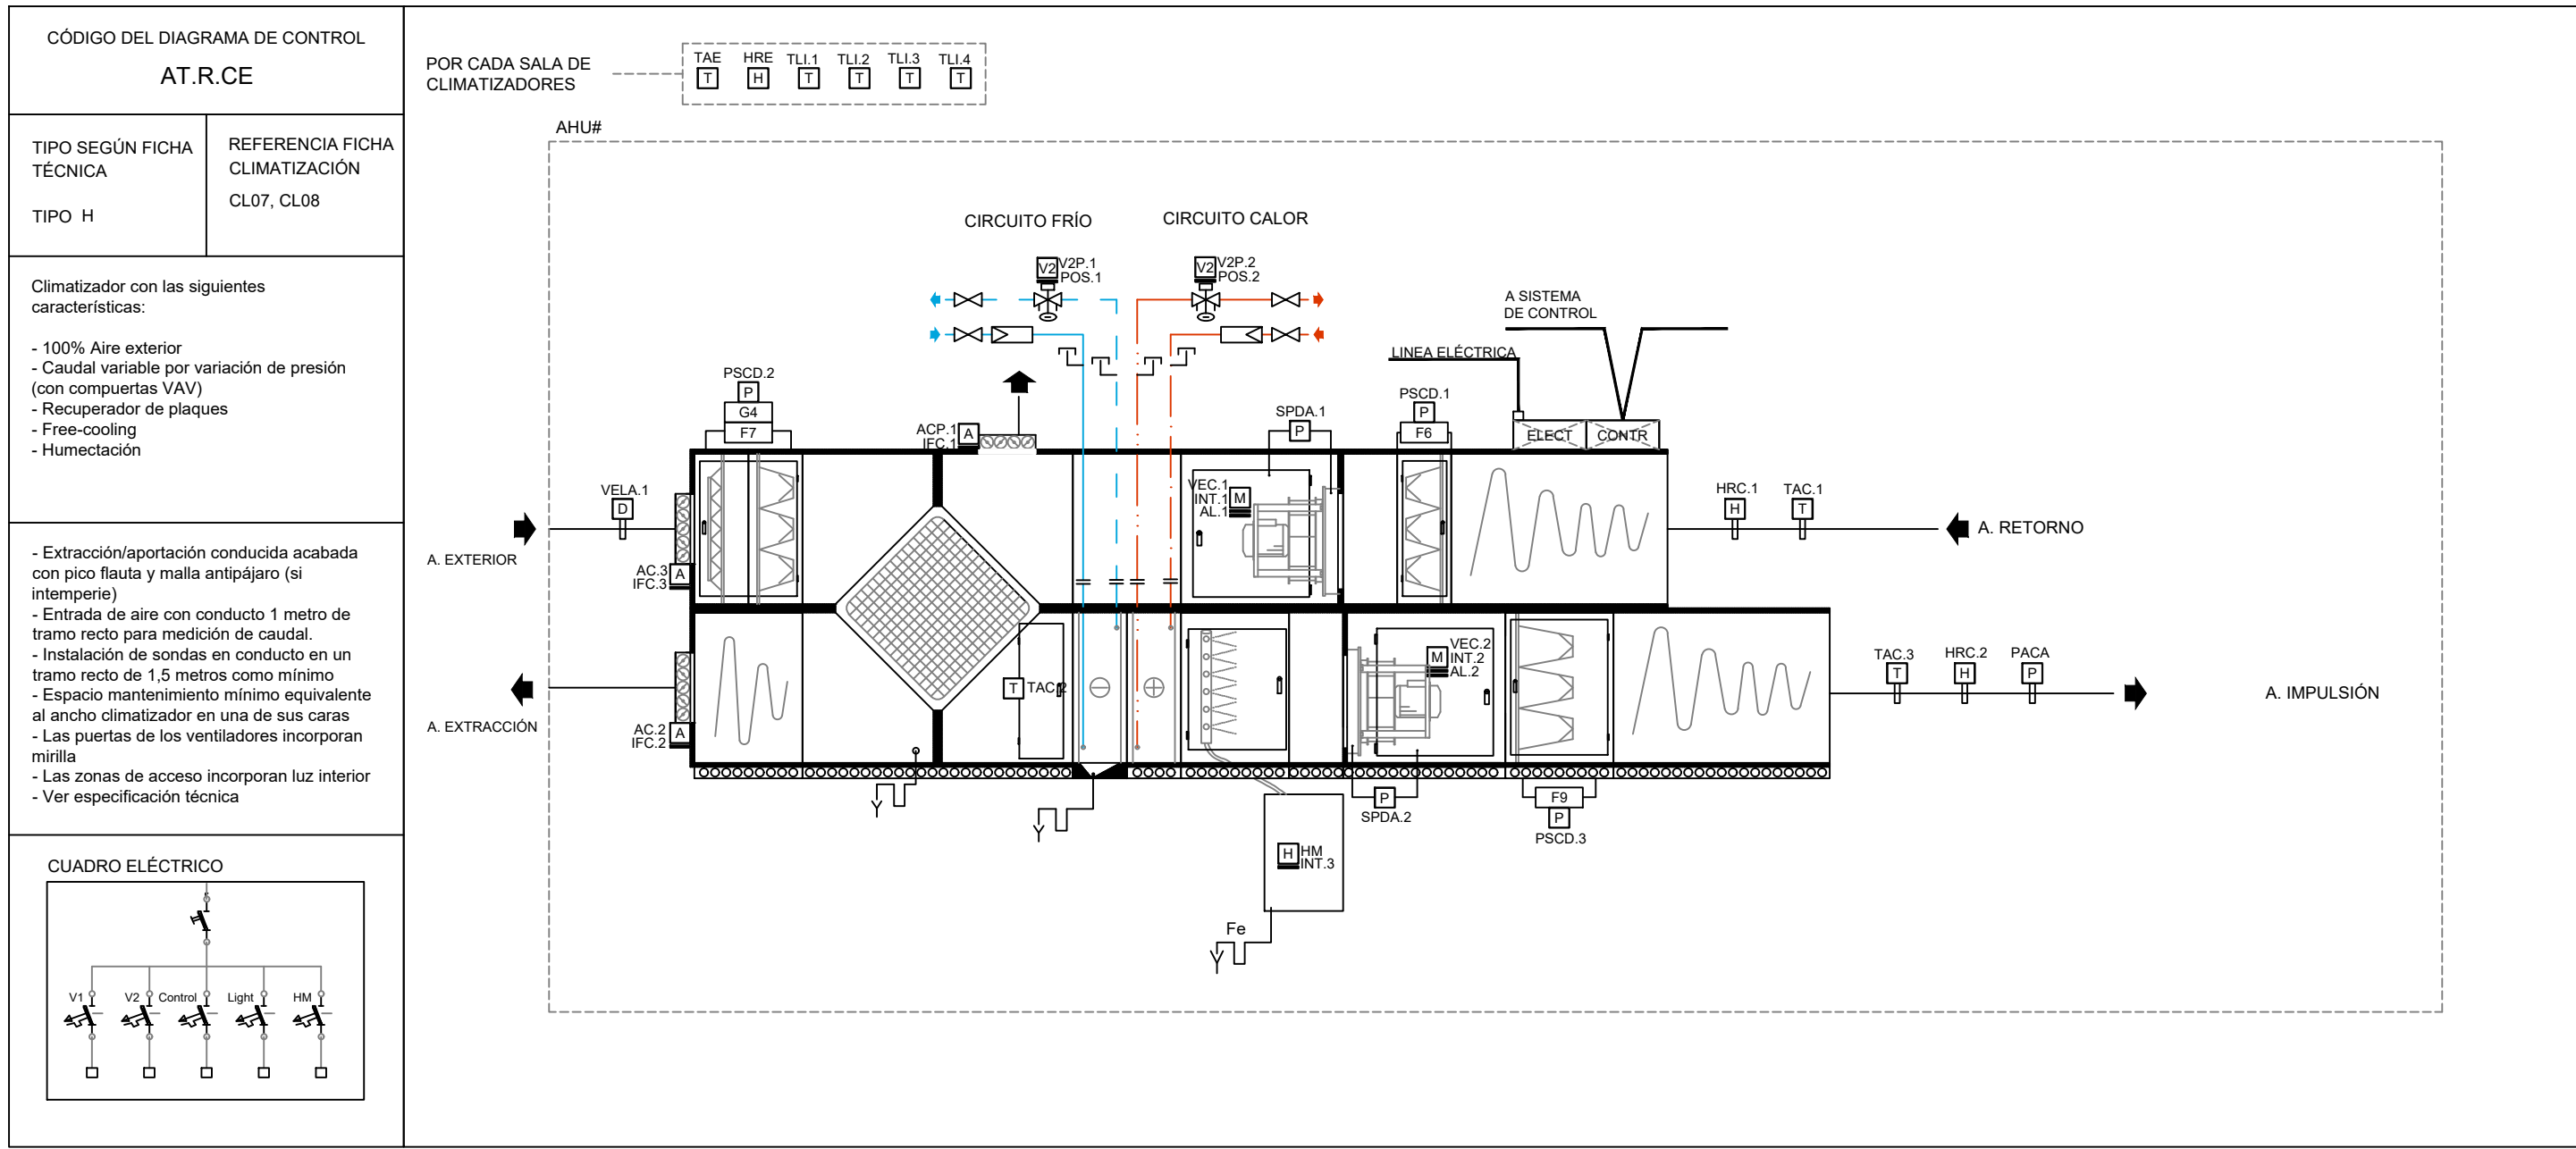 CÓDIGO DEL DIAGRAMA DE CONTROL
AT.R.CE
TIPO SEGÚN FICHA
TÉCNICA
TIPO H
REFERENCIA FICHA
CLIMATIZACIÓN
CL07, CL08
Climatizador con las siguientes
características:
- 100% Aire exterior
- Caudal variable por variación de presión
(con compuertas VAV)
- Recuperador de plaques
- Free-cooling
- Humectación
- Extracción/aportación conducida acabada
con pico flauta y malla antipájaro (si
intemperie)
- Entrada de aire con conducto 1 metro de
tramo recto para medición de caudal.
- Instalación de sondas en conducto en un
tramo recto de 1,5 metros como mínimo
- Espacio mantenimiento mínimo equivalente
al ancho climatizador en una de sus caras
- Las puertas de los ventiladores incorporan
mirilla
- Las zonas de acceso incorporan luz interior
- Ver especificación técnica
CUADRO ELÉCTRICO
V1 V2 Control Light HM
POR CADA SALA DE
CLIMATIZADORES
TAE HRE TLI.1 TLI.2 TLI.3 TLI.4
T H T T T T
AHU#
CIRCUITO FRÍO
CIRCUITO CALOR
V2 V2P.1
POS.1
V2 V2P.2
POS.2
A SISTEMA
DE CONTROL
LINEA ELÉCTRICA
ELECT CONTR
PSCD.2
P
G4
F7
ACP.1
IFC.1
A
SPDA.1
P
PSCD.1
P
F6
VELA.1
D
A. EXTERIOR
AC.3
IFC.3
A
VEC.1
INT.1
AL.1
M
HRC.1
H
TAC.1
T
A. RETORNO
A. EXTRACCIÓN
AC.2
IFC.2
A
T TAC.2
M
VEC.2
INT.2
AL.2
TAC.3
T
HRC.2
H
PACA
P
A. IMPULSIÓN
P
SPDA.2
F9
P
PSCD.3
H HM
INT.3
Fe